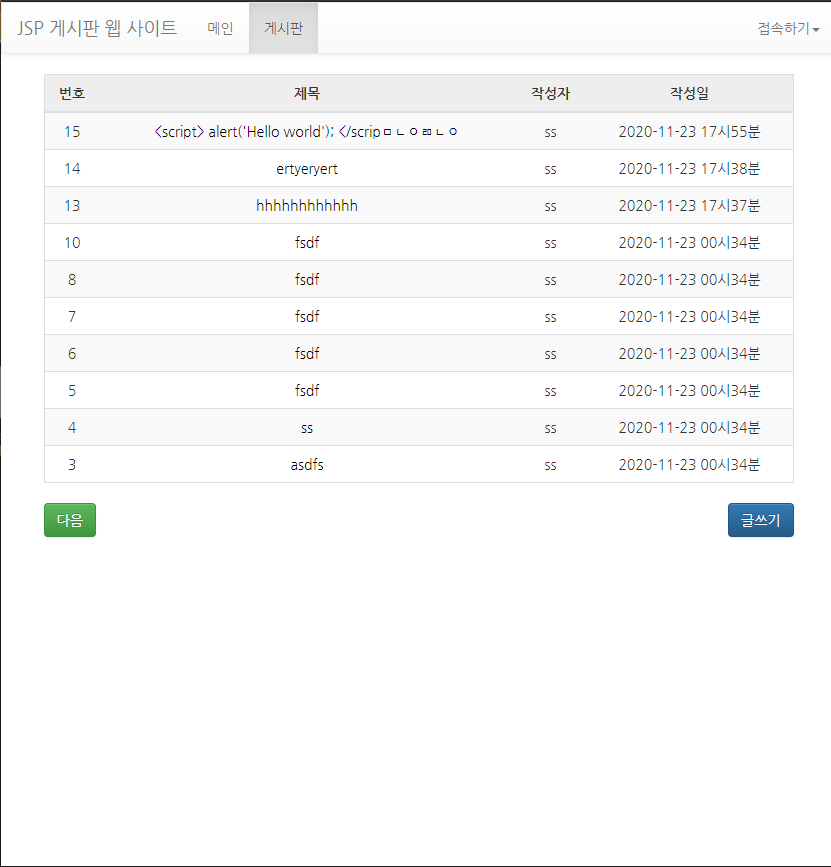 JSP 게시판 웹 사이트 메인 게시판 접속하기
번호 제목 작성자 작성일
15 <script> alert('Hello world'); </scripㅁㄴㅇㄻㄴㅇ ss 2020-11-23 17시55분
14 ertyeryert ss 2020-11-23 17시38분
13 hhhhhhhhhhhh ss 2020-11-23 17시37분
10 fsdf ss 2020-11-23 00시34분
8 fsdf ss 2020-11-23 00시34분
7 fsdf ss 2020-11-23 00시34분
6 fsdf ss 2020-11-23 00시34분
5 fsdf ss 2020-11-23 00시34분
4 ss ss 2020-11-23 00시34분
3 asdfs ss 2020-11-23 00시34분
다음 글쓰기